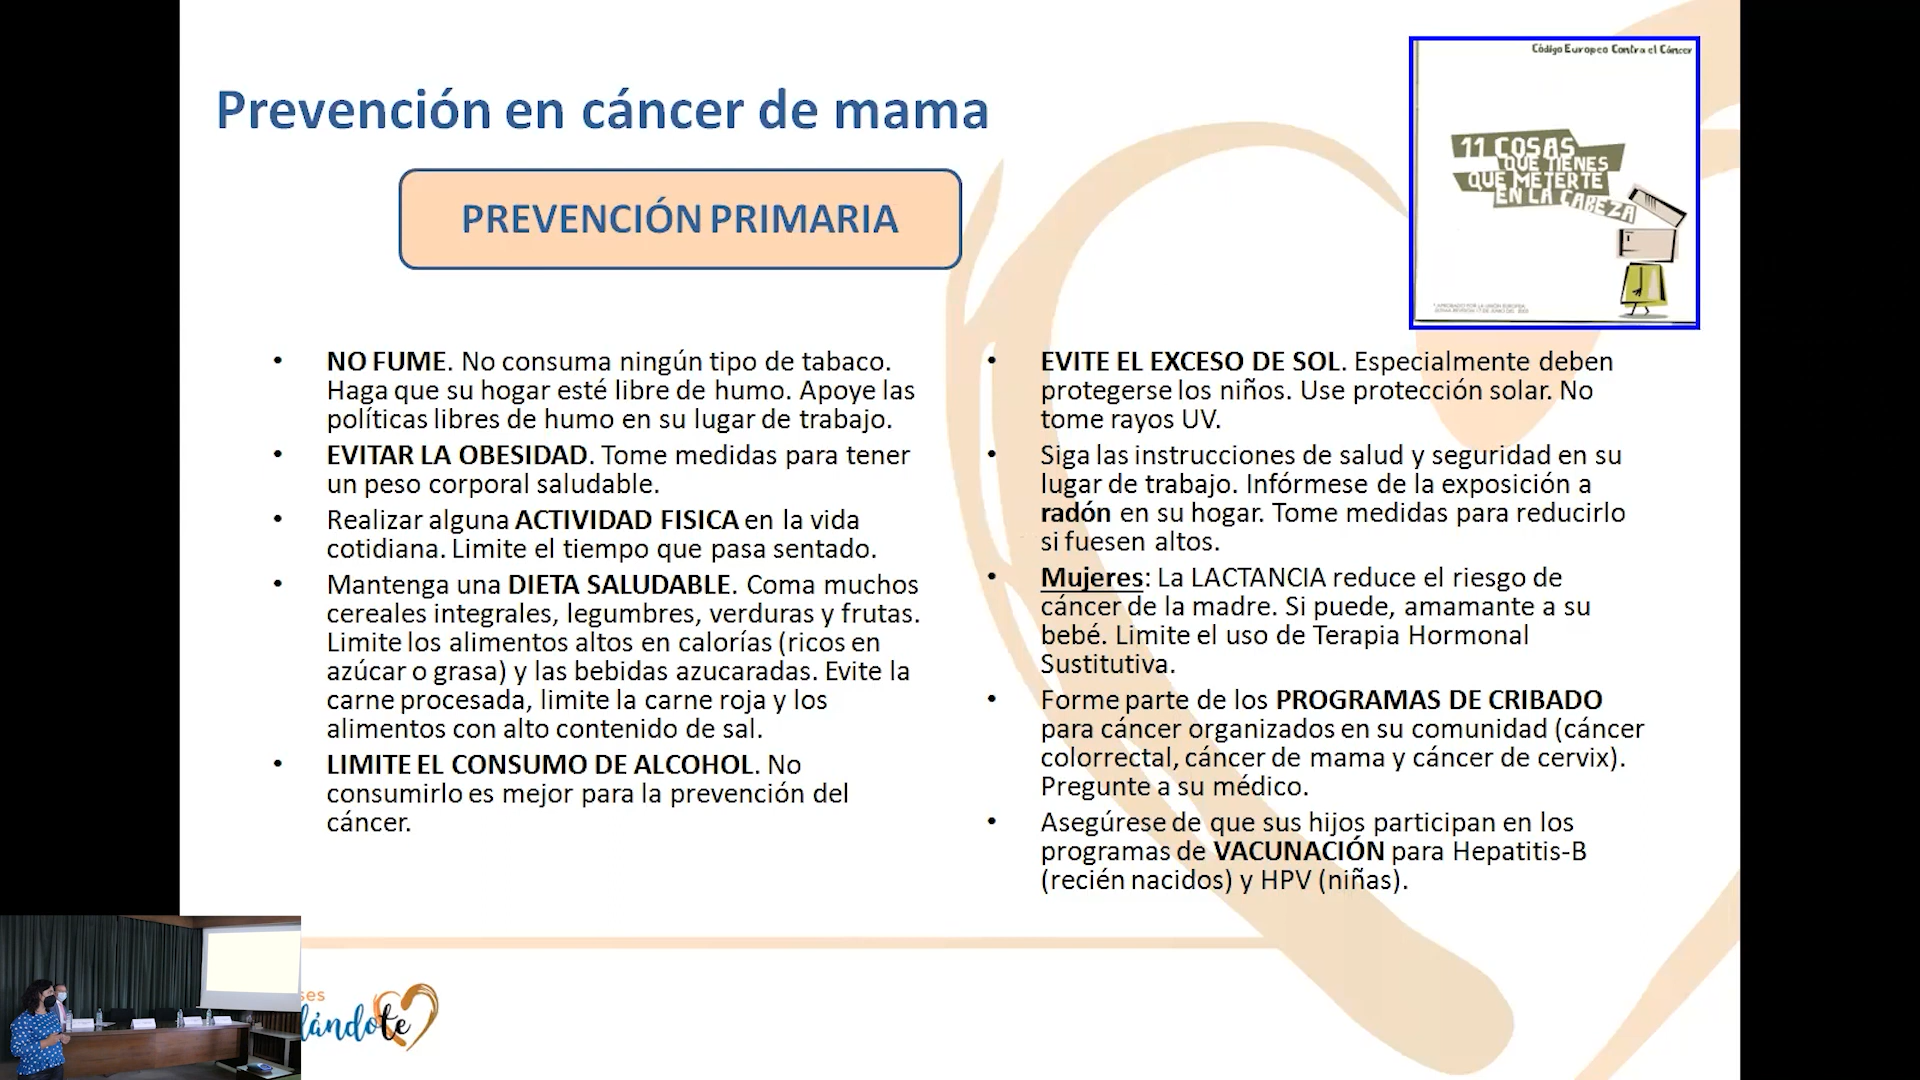 Código Europeo Contra el Cáncer
Prevención en cáncer de mama
11 COSAS
QUE TIENES
QUE METERTE
EN LA CABEZA
PREVENCIÓN PRIMARIA
• NO FUME. No consuma ningún tipo de tabaco.
Haga que su hogar esté libre de humo. Apoye las
políticas libres de humo en su lugar de trabajo.
• EVITAR LA OBESIDAD. Tome medidas para tener
un peso corporal saludable.
• Realizar alguna ACTIVIDAD FISICA en la vida
cotidiana. Limite el tiempo que pasa sentado.
• Mantenga una DIETA SALUDABLE. Coma muchos
cereales integrales, legumbres, verduras y frutas.
Limite los alimentos altos en calorías (ricos en
azúcar o grasa) y las bebidas azucaradas. Evite la
carne procesada, limite la carne roja y los
alimentos con alto contenido de sal.
• LIMITE EL CONSUMO DE ALCOHOL. No
consumirlo es mejor para la prevención del
cáncer.
• EVITE EL EXCESO DE SOL. Especialmente deben
protegerse los niños. Use protección solar. No
tome rayos UV.
• Siga las instrucciones de salud y seguridad en su
lugar de trabajo. Infórmese de la exposición a
radón en su hogar. Tome medidas para reducirlo
si fuesen altos.
• Mujeres: La LACTANCIA reduce el riesgo de
cáncer de la madre. Si puede, amamante a su
bebé. Limite el uso de Terapia Hormonal
Sustitutiva.
• Forme parte de los PROGRAMAS DE CRIBADO
para cáncer organizados en su comunidad (cáncer
colorrectal, cáncer de mama y cáncer de cervix).
Pregunte a su médico.
• Asegúrese de que sus hijos participan en los
programas de VACUNACIÓN para Hepatitis-B
(recién nacidos) y HPV (niñas).
ses
lándote